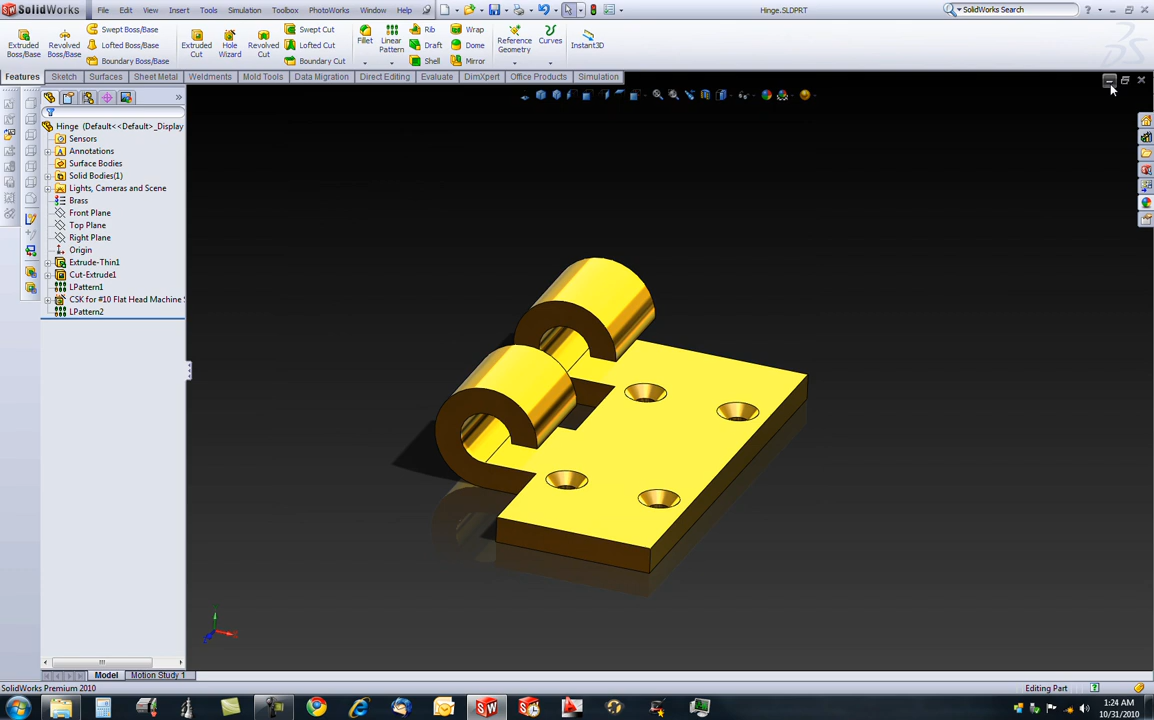 SolidWorks File Edit View Insert Tools Simulation Toolbox PhotoWorks Window Help Hinge.SLDPRT SolidWorks Search
Extruded Boss/Base
Revolved Boss/Base
Swept Boss/Base
Lofted Boss/Base
Boundary Boss/Base
Extruded Cut
Hole Wizard
Revolved Cut
Swept Cut
Lofted Cut
Boundary Cut
Fillet
Linear Pattern
Rib
Draft
Shell
Wrap
Dome
Mirror
Reference Geometry
Curves
Instant3D
Features Sketch Surfaces Sheet Metal Weldments Mold Tools Data Migration Direct Editing Evaluate DimXpert Office Products Simulation
Hinge (Default<<Default>_Display
Sensors
Annotations
Surface Bodies
Solid Bodies(1)
Lights, Cameras and Scene
Brass
Front Plane
Top Plane
Right Plane
Origin
Extrude-Thin1
Cut-Extrude1
LPattern1
CSK for #10 Flat Head Machine
LPattern2
Model Motion Study 1
SolidWorks Premium 2010 Editing Part
1:24 AM
10/31/2010